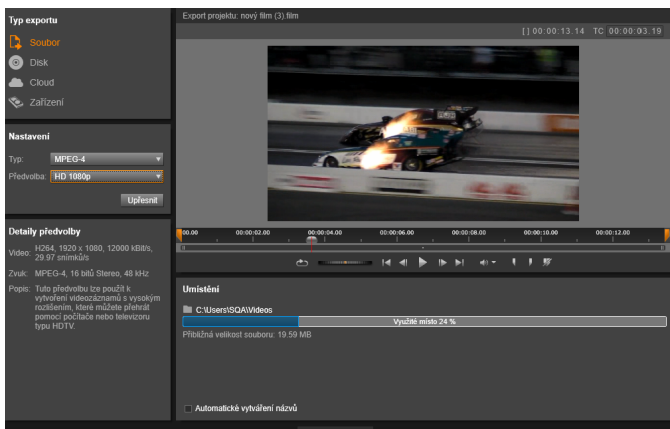 Typ exportu
Soubor
Disk
Cloud
Zařízení
Nastavení
Typ: MPEG-4
Předvolba: HD 1080p
Upřesnit
Detaily předvolby
Video: H264, 1920 x 1080, 12000 kBit/s, 29.97 snímků/s
Zvuk: MPEG-4, 16 bitů Stereo, 48 kHz
Popis: Tuto předvolbu lze použít k
vytvoření videozáznamů s vysokým
rozlišením, které můžete přehrát
pomocí počítače nebo televizoru
typu HDTV.
Export projektu: nový film (3).film
[ ] 00:00:13.14 TC 00:00:03.19
00.00 00:00:02.00 00:00:04.00 00:00:06.00 00:00:08.00 00:00:10.00 00:00:12.00
Umístění
C:\Users\SQA\Videos
Využité místo 24 %
Přibližná velikost souboru: 19.59 MB
Automatické vytváření názvů